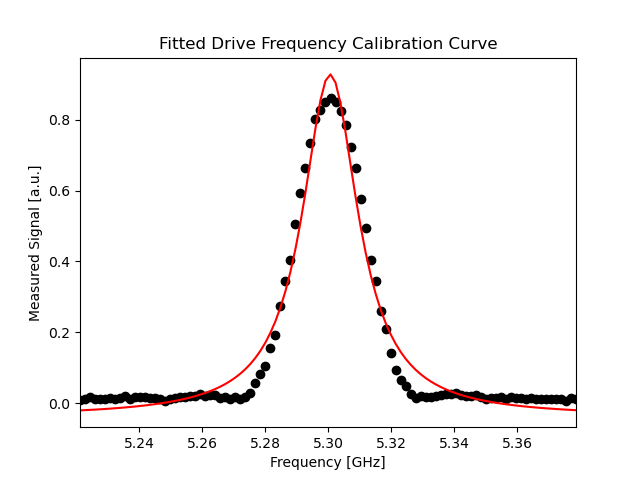 Fitted Drive Frequency Calibration Curve
Measured Signal [a.u.]
0.8
0.6
0.4
0.2
0.0
5.24 5.26 5.28 5.30 5.32 5.34 5.36
Frequency [GHz]